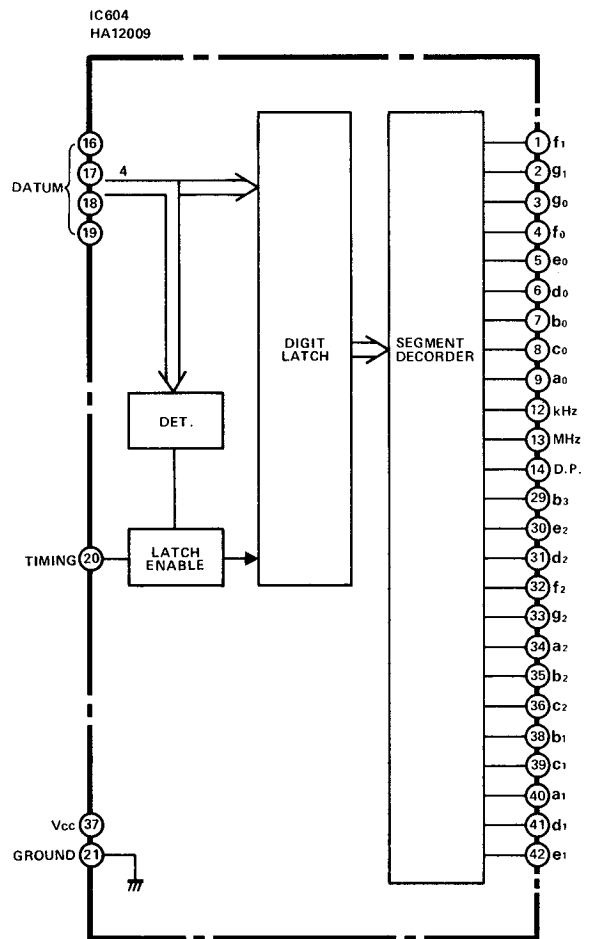 IC604
HA12009
DATUM
16
17
18
19
4
DET.
TIMING
20
LATCH
ENABLE
DIGIT
LATCH
SEGMENT
DECORDER
Vcc 37
GROUND 21
1 f1
2 g1
3 g0
4 f0
5 e0
6 d0
7 b0
8 c0
9 a0
12 kHz
13 MHz
14 D.P.
29 b3
30 e2
31 d2
32 f2
33 g2
34 a2
35 b2
36 c2
38 b1
39 c1
40 a1
41 d1
42 e1